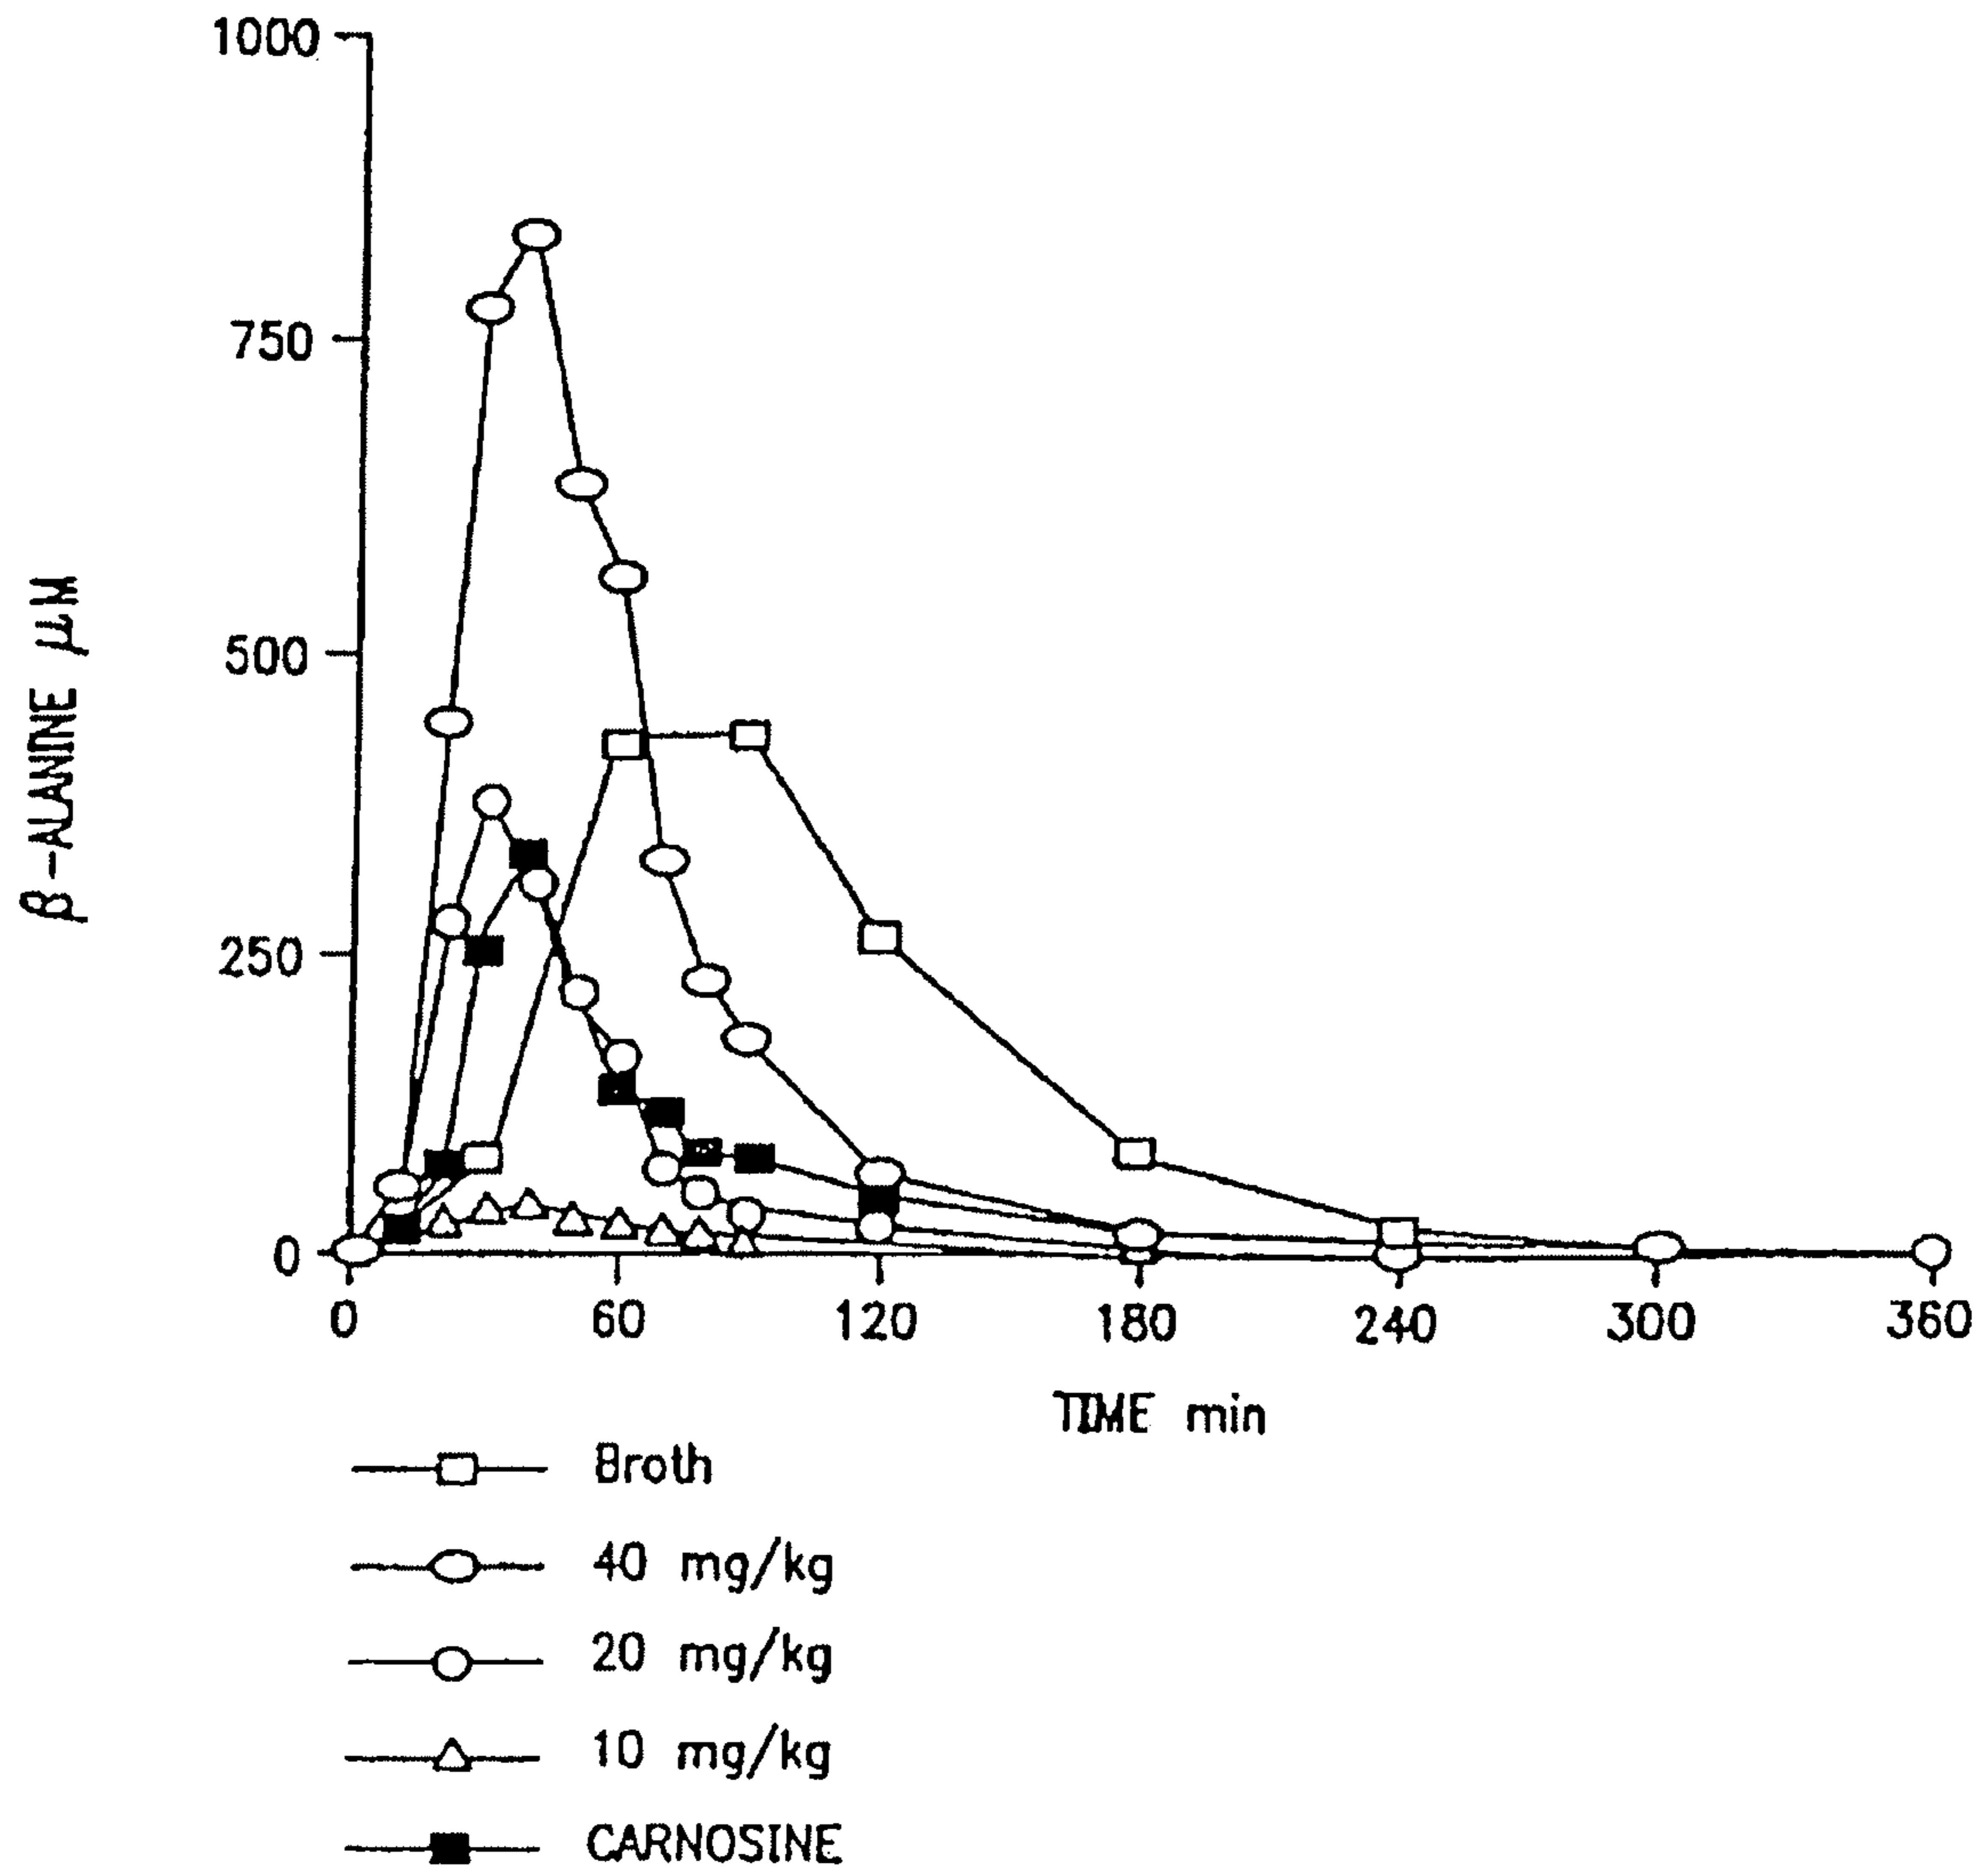 1000
750
500
250
0
β-ALANINE μM
0 60 120 180 240 300 360
TIME min
Broth
40 mg/kg
20 mg/kg
10 mg/kg
CARNOSINE